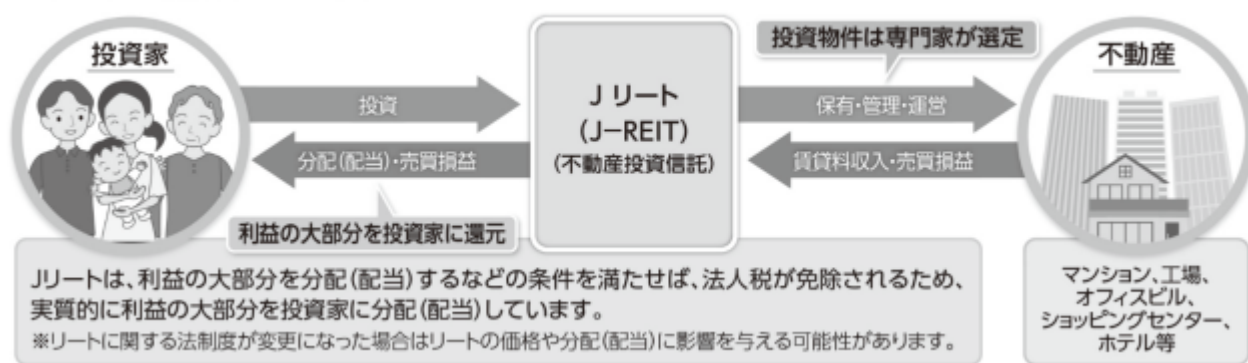 投資家
投資
分配(配当)・売買損益
利益の大部分を投資家に還元
Jリート
(J−REIT)
(不動産投資信託)
投資物件は専門家が選定
保有・管理・運営
賃貸料収入・売買損益
不動産
マンション、工場、
オフィスビル、
ショッピングセンター、
ホテル等
Jリートは、利益の大部分を分配(配当)するなどの条件を満たせば、法人税が免除されるため、
実質的に利益の大部分を投資家に分配(配当)しています。
※リートに関する法制度が変更になった場合はリートの価格や分配(配当)に影響を与える可能性があります。